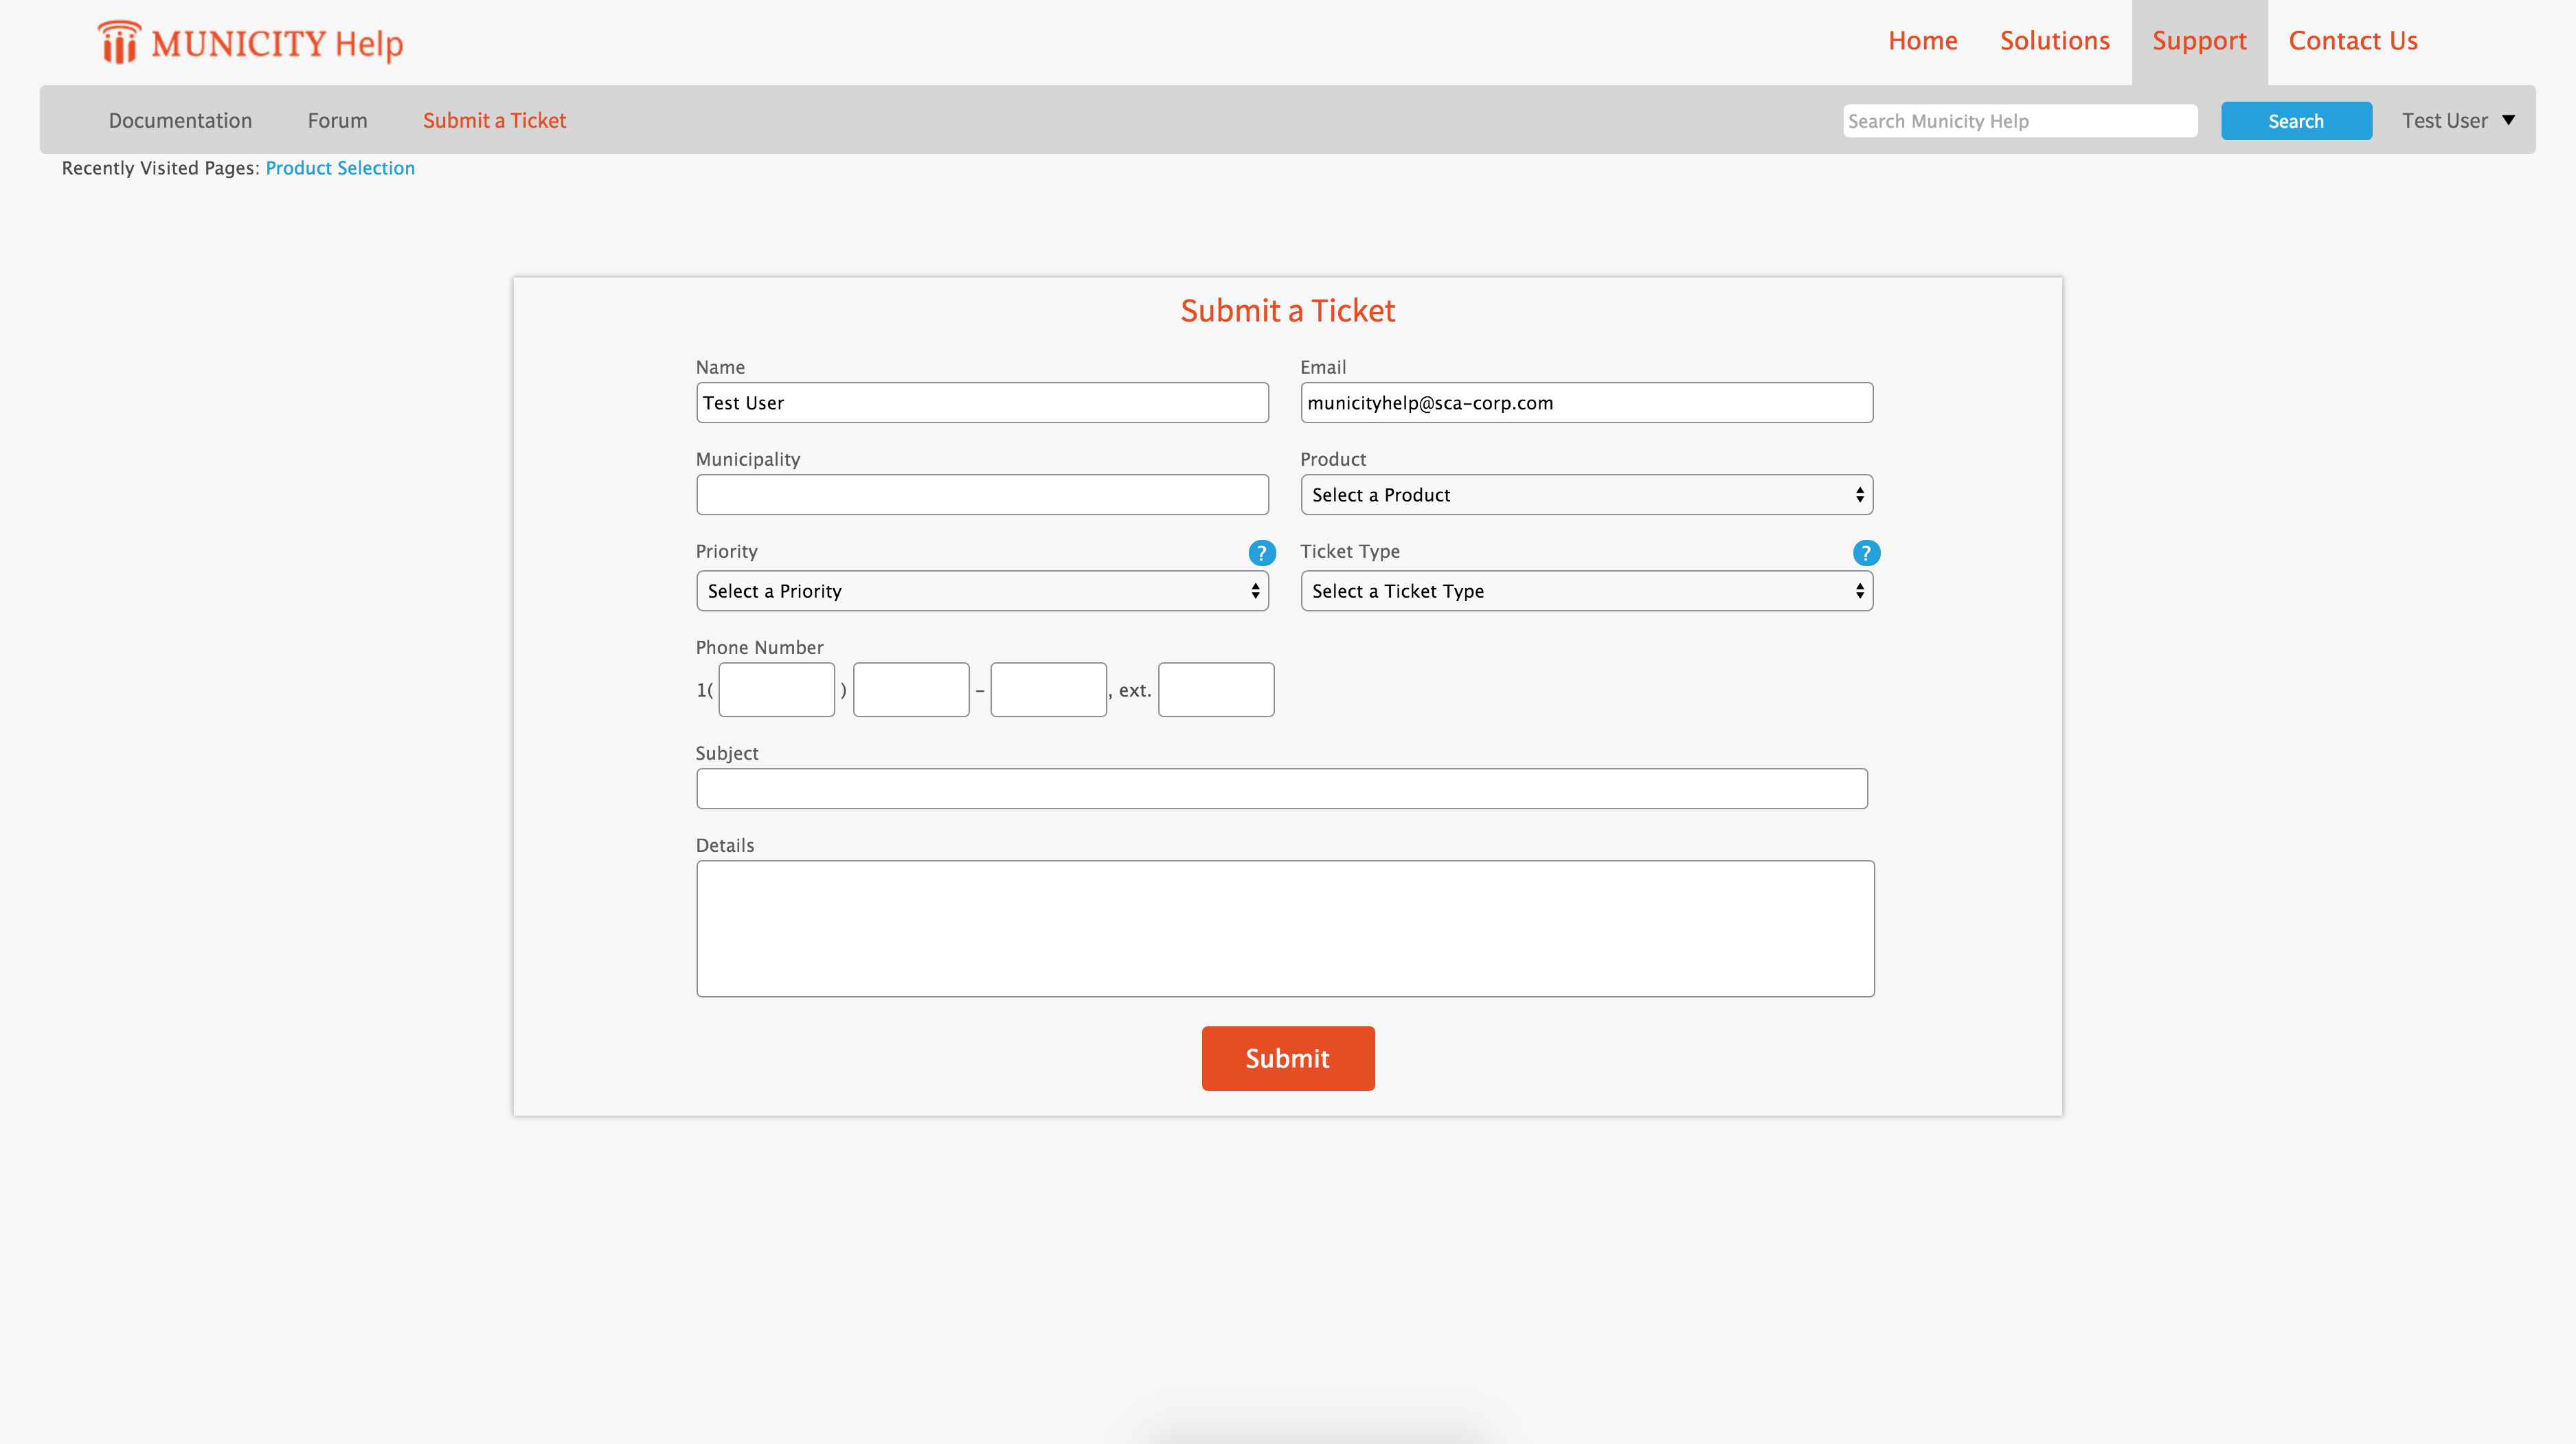 MUNICITY Help
Home Solutions Support Contact Us
Documentation Forum Submit a Ticket Search Municity Help Search Test User
Recently Visited Pages: Product Selection
Submit a Ticket
Name Email
Test User municityhelp@sca-corp.com
Municipality Product
Select a Product
Priority ? Ticket Type ?
Select a Priority Select a Ticket Type
Phone Number
1( ) - , ext.
Subject
Details
Submit